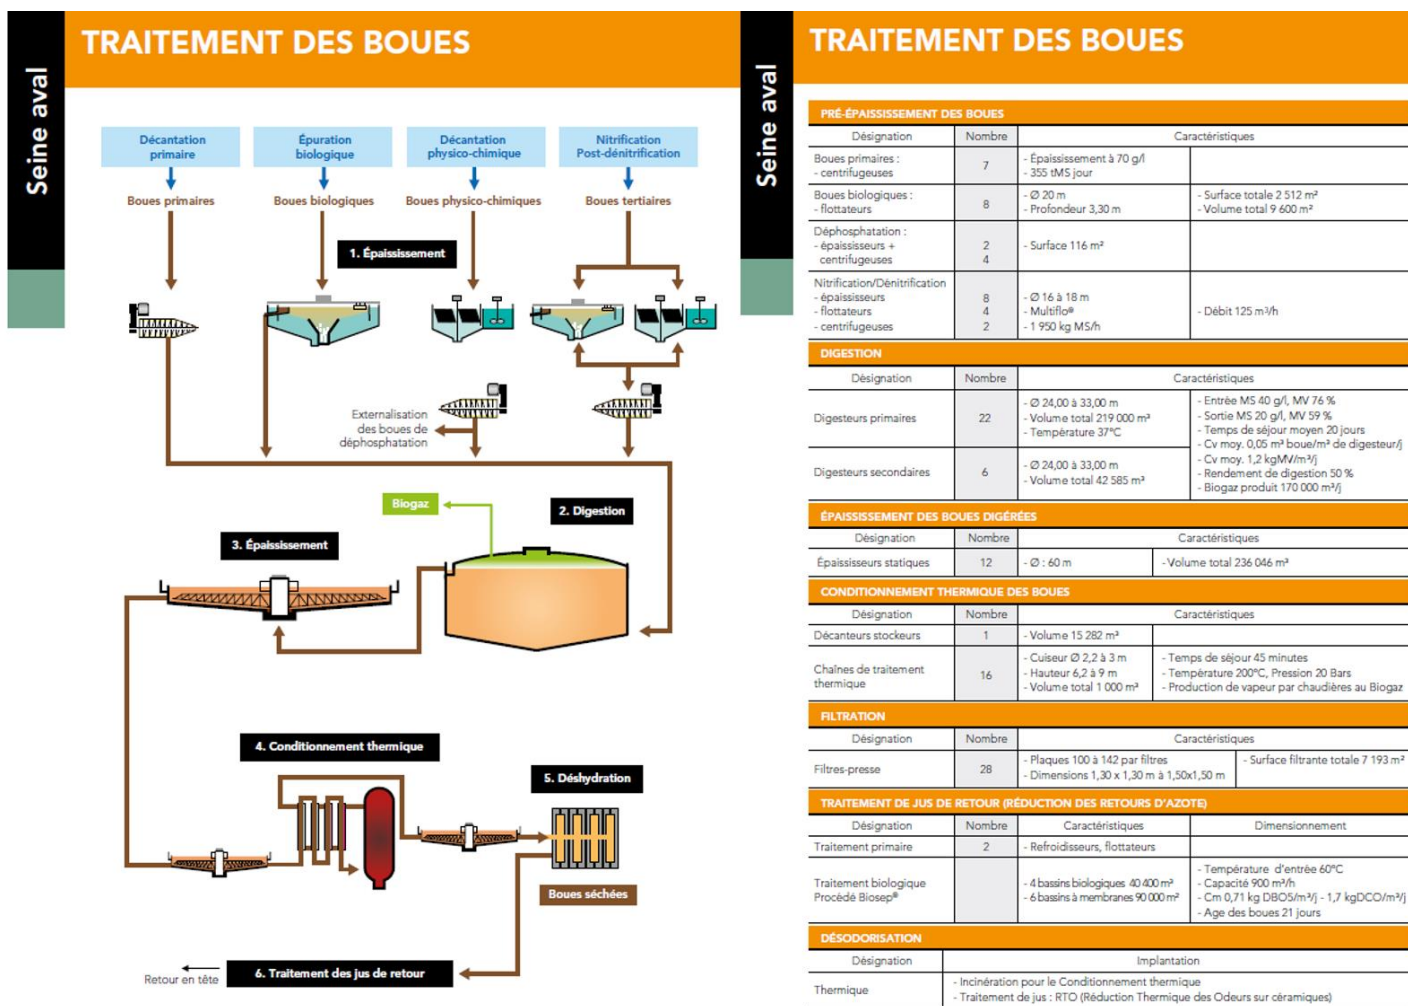 Seine aval
TRAITEMENT DES BOUES
Décantation
primaire
Épuration
biologique
Décantation
physico-chimique
Nitrification
Post-dénitrification
Boues primaires
Boues biologiques
Boues physico-chimiques
Boues tertiaires
1. Épaississement
Externalisation
des boues de
déphosphatation
Biogaz
2. Digestion
3. Épaississement
4. Conditionnement thermique
5. Déshydration
Boues séchées
6. Traitement des jus de retour
Retour en tête
Seine aval
TRAITEMENT DES BOUES
PRÉ-ÉPAISSISSEMENT DES BOUES
Désignation Nombre Caractéristiques
Boues primaires :
- centrifugeuses
7
- Épaississement à 70 g/l
- 355 tMS jour
Boues biologiques :
- flottateurs
8
- Ø 20 m
- Profondeur 3,30 m
- Surface totale 2 512 m²
- Volume total 9 600 m³
Déphosphatation :
- épaississeurs + 2 - Surface 116 m²
centrifugeuses 4
Nitrification/Dénitrification
- épaississeurs 8 - Ø 16 à 18 m
- flottateurs 4 - Multiflo® - Débit 125 m³/h
- centrifugeuses 2 - 1 950 kg MS/h
DIGESTION
Désignation Nombre Caractéristiques
Digesteurs primaires
22
- Ø 24,00 à 33,00 m
- Volume total 219 000 m³
- Température 37°C
Digesteurs secondaires
6
- Ø 24,00 à 33,00 m
- Volume total 42 585 m³
- Entrée MS 40 g/l, MV 76 %
- Sortie MS 20 g/l, MV 59 %
- Temps de séjour moyen 20 jours
- Cv moy. 0,05 m³ boue/m³ de digesteur/j
- Cv moy. 1,2 kgMV/m³/j
- Rendement de digestion 50 %
- Biogaz produit 170 000 m³/j
ÉPAISSISSEMENT DES BOUES DIGÉRÉES
Désignation Nombre Caractéristiques
Épaississeurs statiques 12 - Ø : 60 m - Volume total 236 046 m³
CONDITIONNEMENT THERMIQUE DES BOUES
Désignation Nombre Caractéristiques
Décanteurs stockeurs 1 - Volume 15 282 m³
Chaînes de traitement
thermique
16
- Cuiseur Ø 2,2 à 3 m
- Hauteur 6,2 à 9 m
- Volume total 1 000 m³
- Temps de séjour 45 minutes
- Température 200°C, Pression 20 Bars
- Production de vapeur par chaudières au Biogaz
FILTRATION
Désignation Nombre Caractéristiques
Filtres-presse
28
- Plaques 100 à 142 par filtres
- Dimensions 1,30 x 1,30 m à 1,50x1,50 m
- Surface filtrante totale 7 193 m²
TRAITEMENT DE JUS DE RETOUR (RÉDUCTION DES RETOURS D'AZOTE)
Désignation Nombre Caractéristiques Dimensionnement
Traitement primaire 2 - Refroidisseurs, flottateurs
Traitement biologique
Procédé Biosep®
- 4 bassins biologiques 40 400 m³
- 6 bassins à membranes 90 000 m²
- Température d'entrée 60°C
- Capacité 900 m³/h
- Cm 0,71 kg DBO5/m³/j - 1,7 kgDCO/m³/j
- Age des boues 21 jours
DÉSODORISATION
Désignation Implantation
Thermique
- Incinération pour le Conditionnement thermique
- Traitement de jus : RTO (Réduction Thermique des Odeurs sur céramiques)